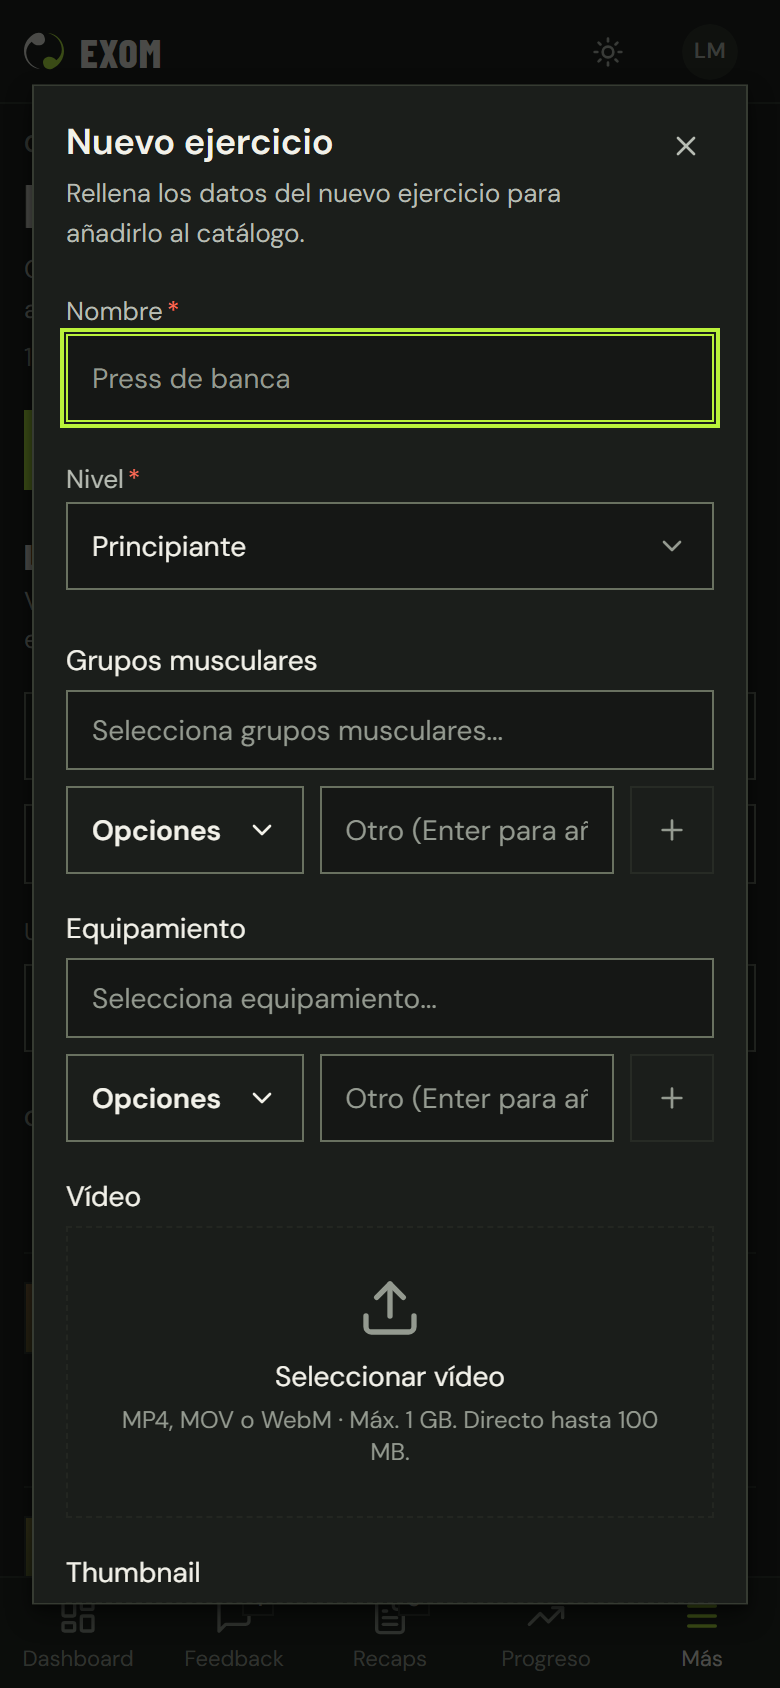 EXOM
LM
Nuevo ejercicio
Rellena los datos del nuevo ejercicio para
añadirlo al catálogo.
Nombre *
Press de banca
Nivel *
Principiante
Grupos musculares
Selecciona grupos musculares...
Opciones
Otro (Enter para añ
Equipamiento
Selecciona equipamiento...
Opciones
Otro (Enter para añ
Vídeo
Seleccionar vídeo
MP4, MOV o WebM · Máx. 1 GB. Directo hasta 100
MB.
Thumbnail
Dashboard
Feedback
Recaps
Progreso
Más